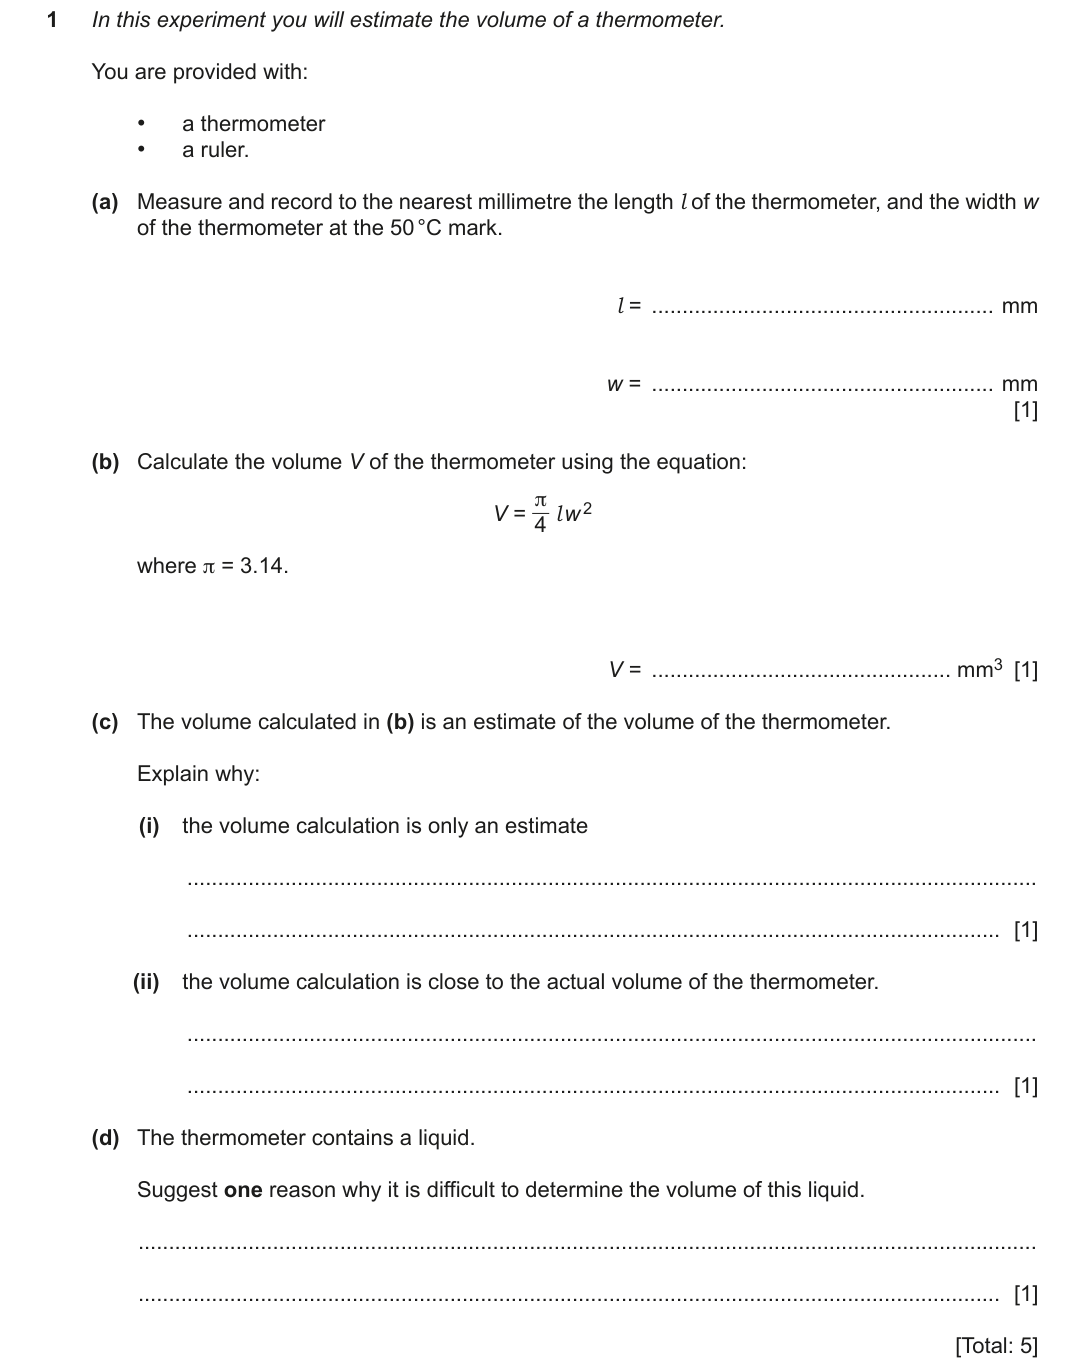 1 In this experiment you will estimate the volume of a thermometer.
You are provided with:
• a thermometer
• a ruler.
(a) Measure and record to the nearest millimetre the length l of the thermometer, and the width w
of the thermometer at the 50 °C mark.
l = ........................................................ mm
w = ........................................................ mm
[1]
(b) Calculate the volume V of the thermometer using the equation:
V = π/4 lw²
where π = 3.14.
V = ................................................. mm³ [1]
(c) The volume calculated in (b) is an estimate of the volume of the thermometer.
Explain why:
(i) the volume calculation is only an estimate
...........................................................................................................................................
..................................................................................................................................... [1]
(ii) the volume calculation is close to the actual volume of the thermometer.
...........................................................................................................................................
..................................................................................................................................... [1]
(d) The thermometer contains a liquid.
Suggest one reason why it is difficult to determine the volume of this liquid.
...................................................................................................................................................
............................................................................................................................................. [1]
[Total: 5]